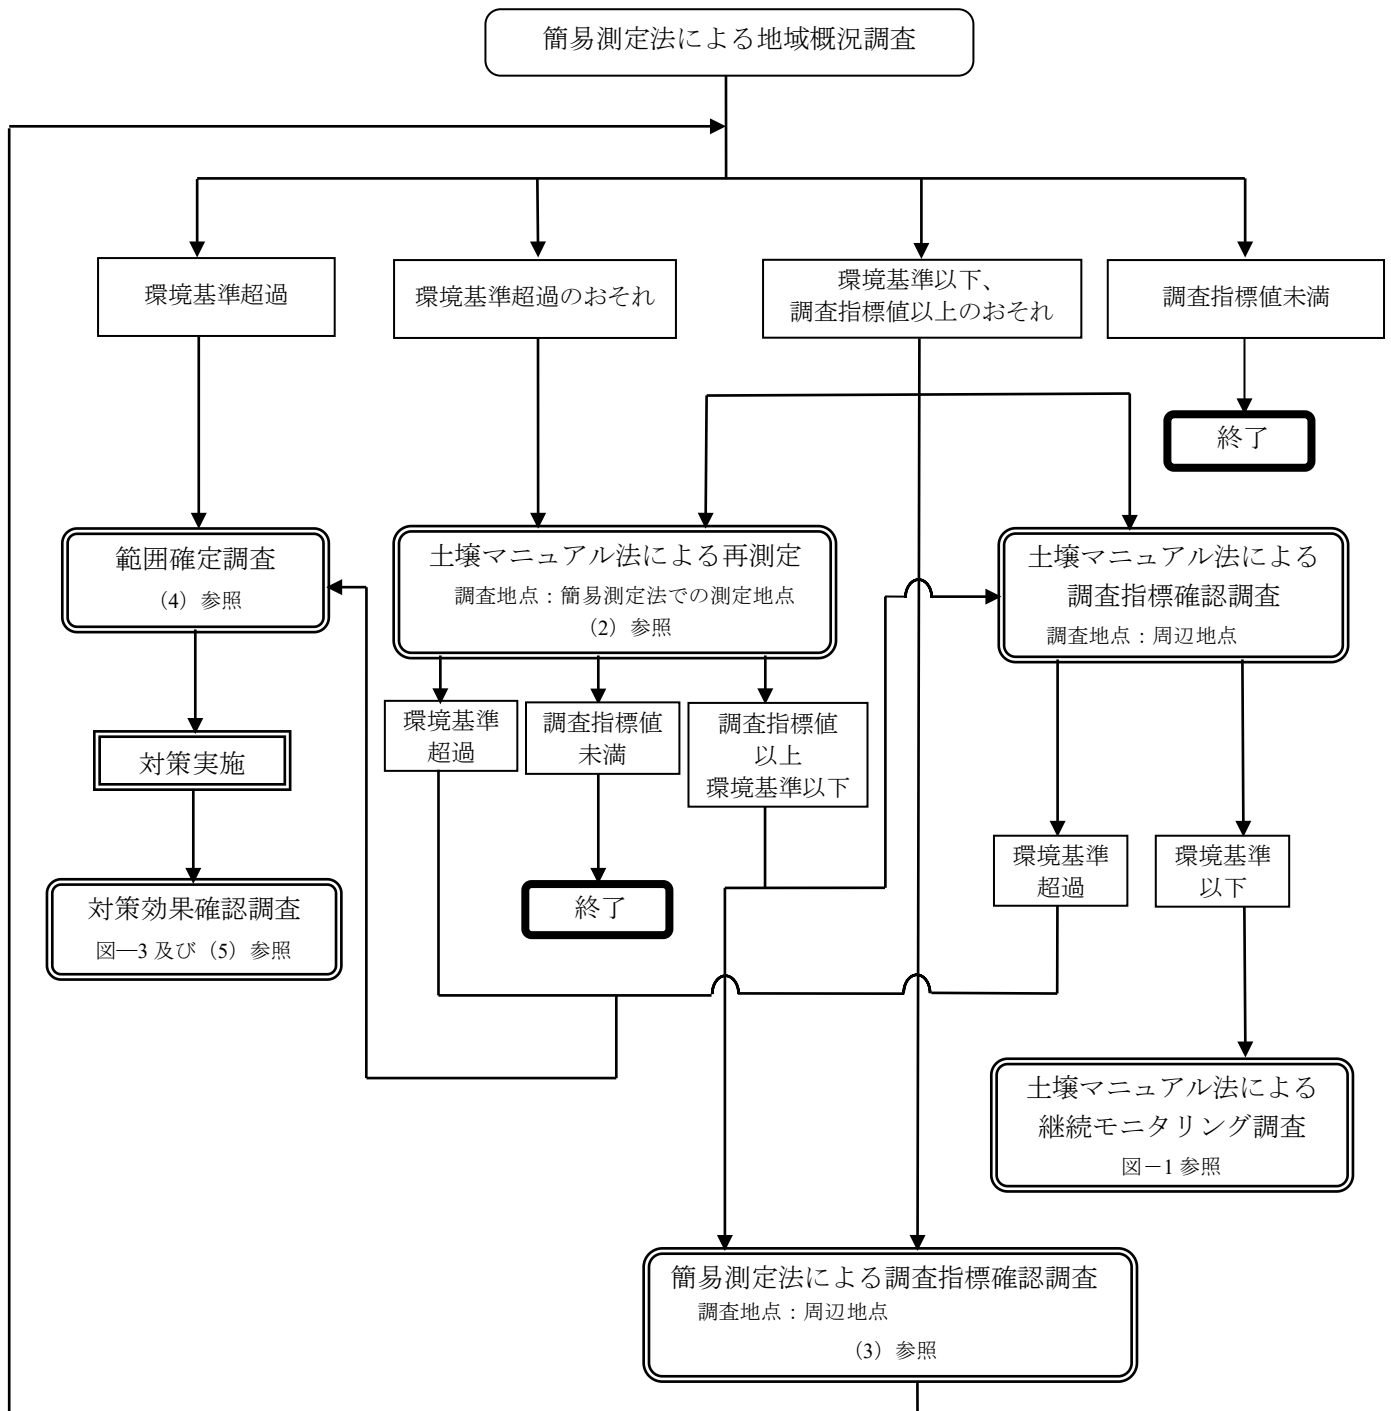 簡易測定法による地域概況調査
環境基準超過
環境基準超過のおそれ
環境基準以下、
調査指標値以上のおそれ
調査指標値未満
終了
範囲確定調査
（4）参照
土壌マニュアル法による再測定
調査地点：簡易測定法での測定地点
（2）参照
土壌マニュアル法による
調査指標確認調査
調査地点：周辺地点
環境基準
超過
調査指標値
未満
調査指標値
以上
環境基準以下
対策実施
環境基準
超過
環境基準
以下
対策効果確認調査
図―3 及び（5）参照
終了
土壌マニュアル法による
継続モニタリング調査
図－1 参照
簡易測定法による調査指標確認調査
調査地点：周辺地点
（3）参照